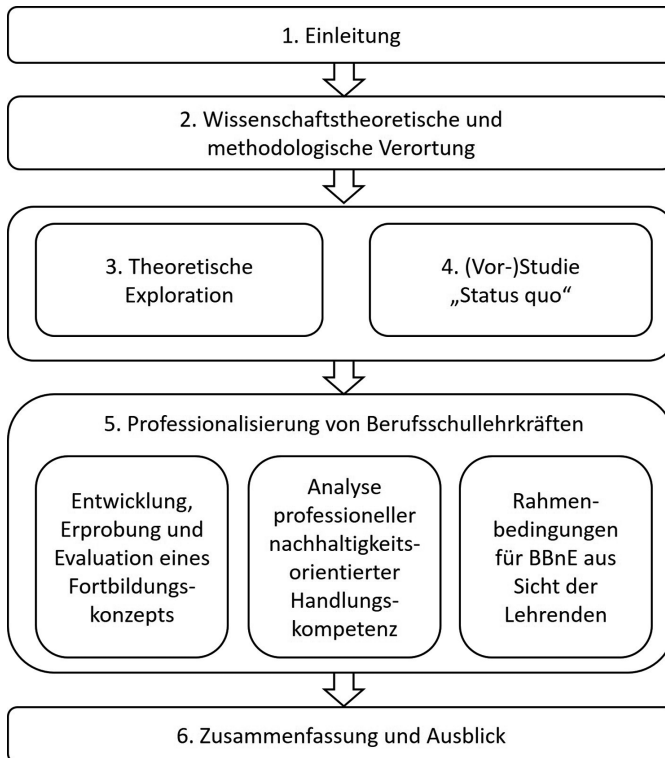 1. Einleitung
2. Wissenschaftstheoretische und
methodologische Verortung
3. Theoretische
Exploration
4. (Vor-)Studie
„Status quo“
5. Professionalisierung von Berufsschullehrkräften
Entwicklung,
Erprobung und
Evaluation eines
Fortbildungs-
konzepts
Analyse
professioneller
nachhaltigkeits-
orientierter
Handlungs-
kompetenz
Rahmen-
bedingungen
für BBnE aus
Sicht der
Lehrenden
6. Zusammenfassung und Ausblick